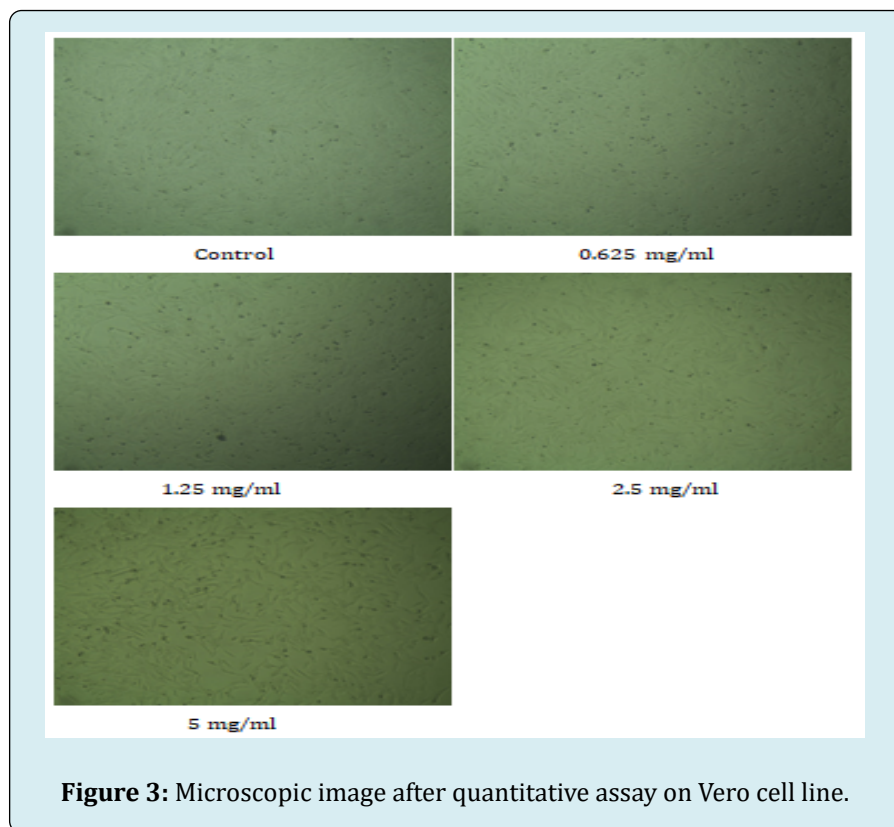 Control
0.625 mg/ml
1.25 mg/ml
2.5 mg/ml
5 mg/ml
Figure 3: Microscopic image after quantitative assay on Vero cell line.